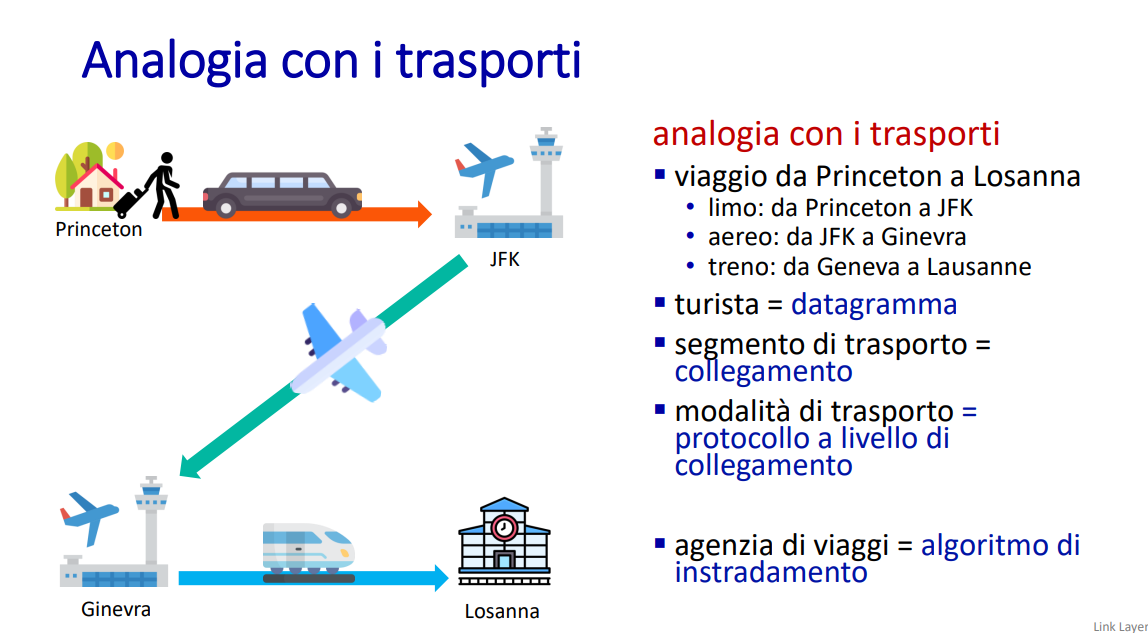 Analogia con i trasporti
Princeton
JFK
Ginevra
Losanna
analogia con i trasporti
▪ viaggio da Princeton a Losanna
• limo: da Princeton a JFK
• aereo: da JFK a Ginevra
• treno: da Geneva a Lausanne
▪ turista = datagramma
▪ segmento di trasporto =
collegamento
▪ modalità di trasporto =
protocollo a livello di
collegamento
▪ agenzia di viaggi = algoritmo di
instradamento
Link Layer